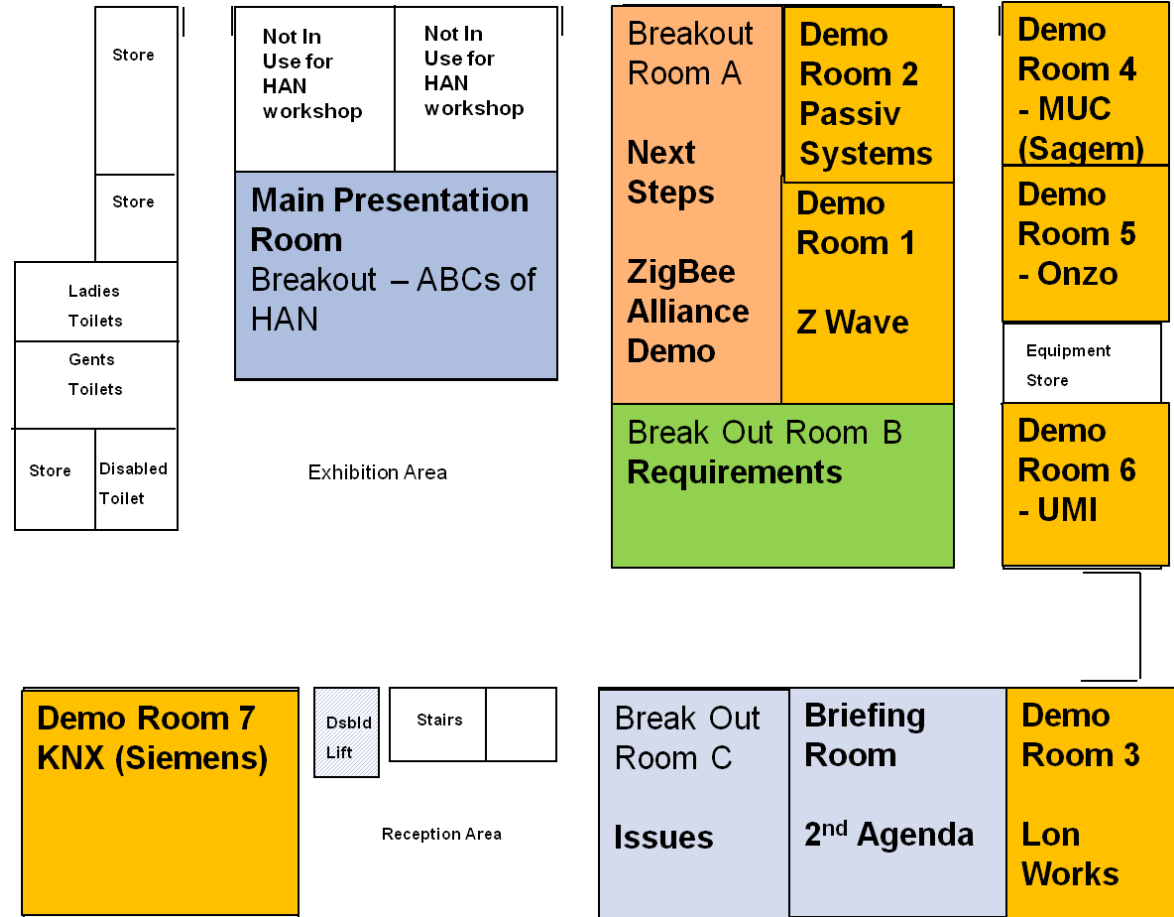 Store
Not In
Use for
HAN
workshop
Not In
Use for
HAN
workshop
Breakout
Room A
Next
Steps
ZigBee
Alliance
Demo
Demo
Room 2
Passiv
Systems
Demo
Room 4
- MUC
(Sagem)
Store
Main Presentation
Room
Breakout – ABCs of
HAN
Demo
Room 1
Z Wave
Demo
Room 5
- Onzo
Ladies
Toilets
Gents
Toilets
Equipment
Store
Store
Disabled
Toilet
Exhibition Area
Break Out Room B
Requirements
Demo
Room 6
- UMI
Demo Room 7
KNX (Siemens)
Dsbld
Lift
Stairs
Reception Area
Break Out
Room C
Issues
Briefing
Room
2nd Agenda
Demo
Room 3
Lon
Works